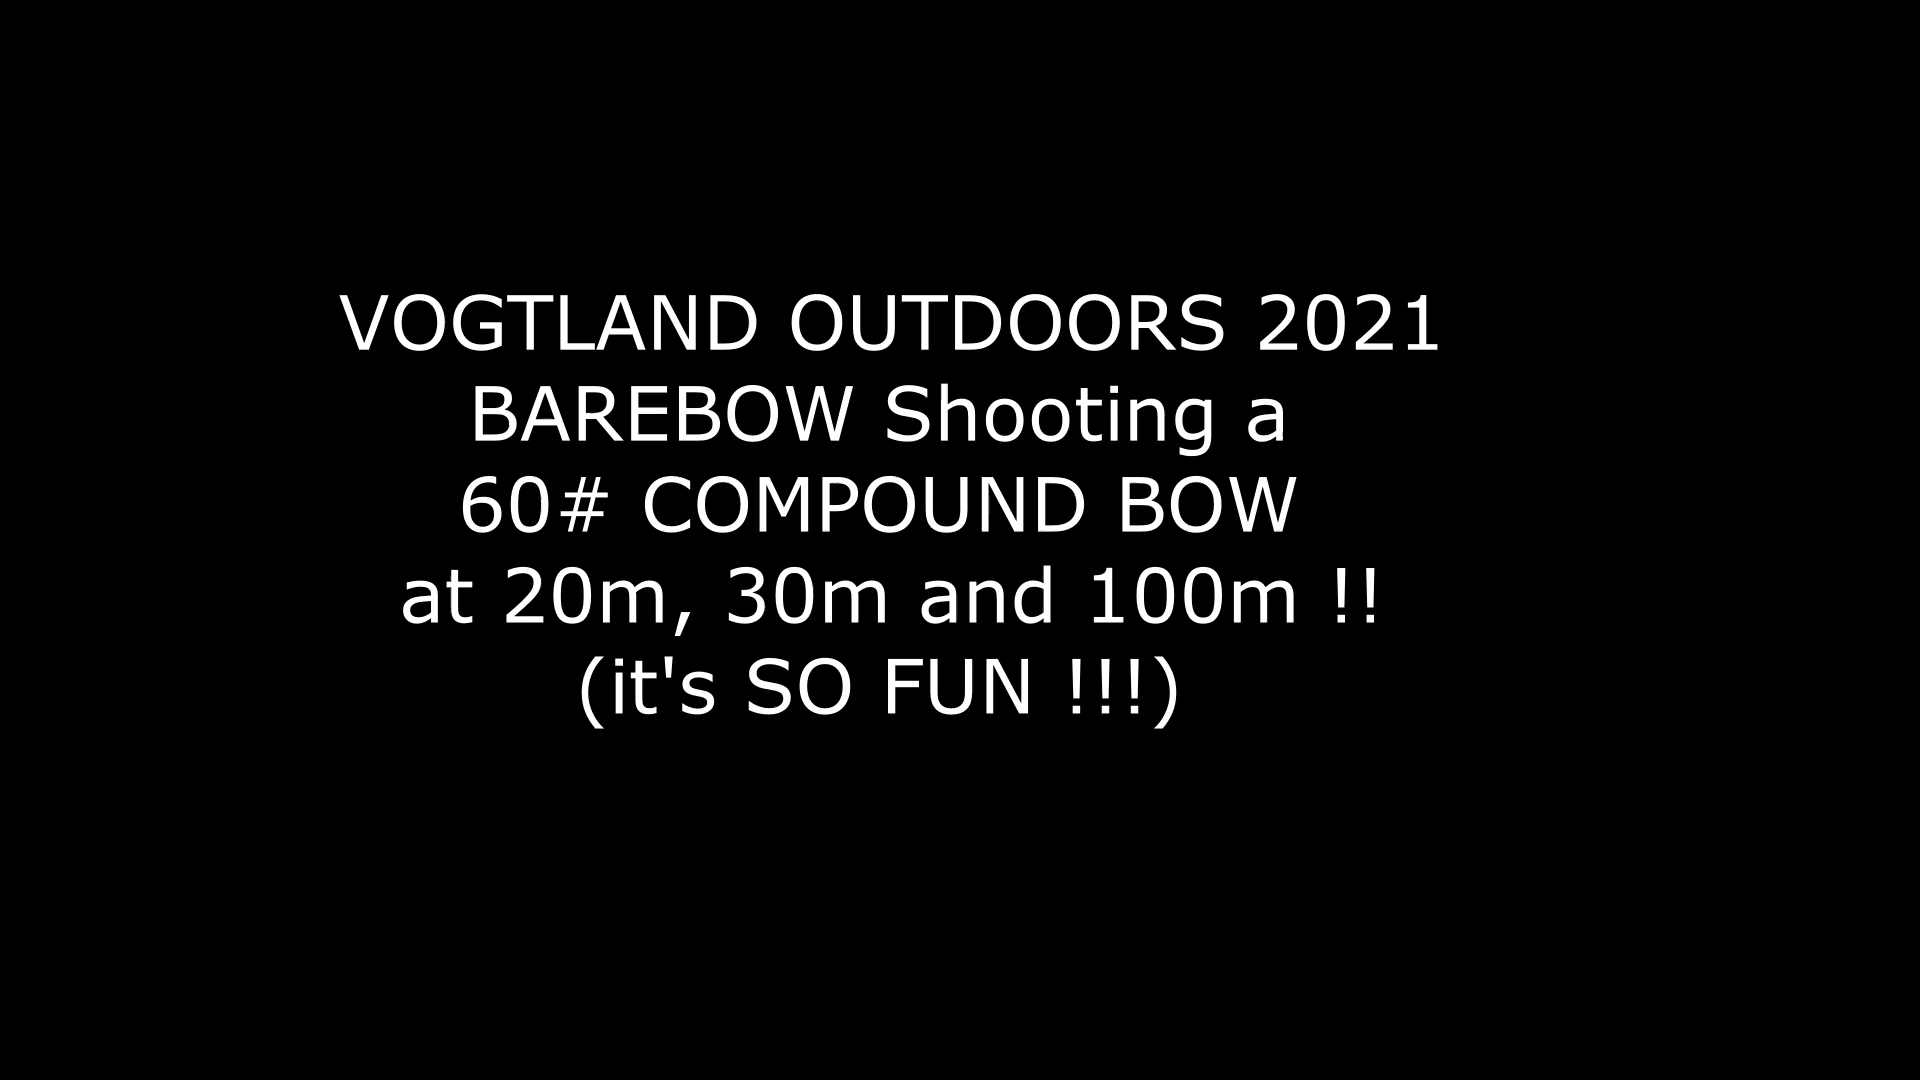 VOGTLAND OUTDOORS 2021
BAREBOW Shooting a
60# COMPOUND BOW
at 20m, 30m and 100m !!
(it's SO FUN !!!)